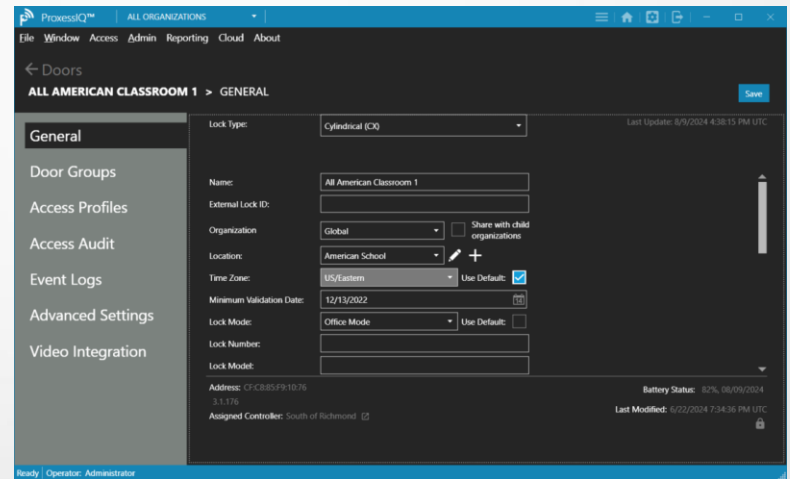 ProxessIQ™ ALL ORGANIZATIONS
File Window Access Admin Reporting Cloud About
Doors
ALL AMERICAN CLASSROOM 1 > GENERAL
Save
General
Door Groups
Access Profiles
Access Audit
Event Logs
Advanced Settings
Video Integration
Lock Type: Cylindrical (CX)
Last Update: 8/9/2024 4:38:15 PM UTC
Name: All American Classroom 1
External Lock ID:
Organization Global Share with child
organizations
Location: American School
Time Zone: US/Eastern Use Default:
Minimum Validation Date: 12/13/2022 14
Lock Mode: Office Mode Use Default:
Lock Number:
Lock Model:
Address: CF:CB:85:F9:10:76
3.1.176
Assigned Controller: South of Richmond
Battery Status: 82%, 08/09/2024
Last Modified: 6/22/2024 7:34:36 PM UTC
Ready Operator: Administrator